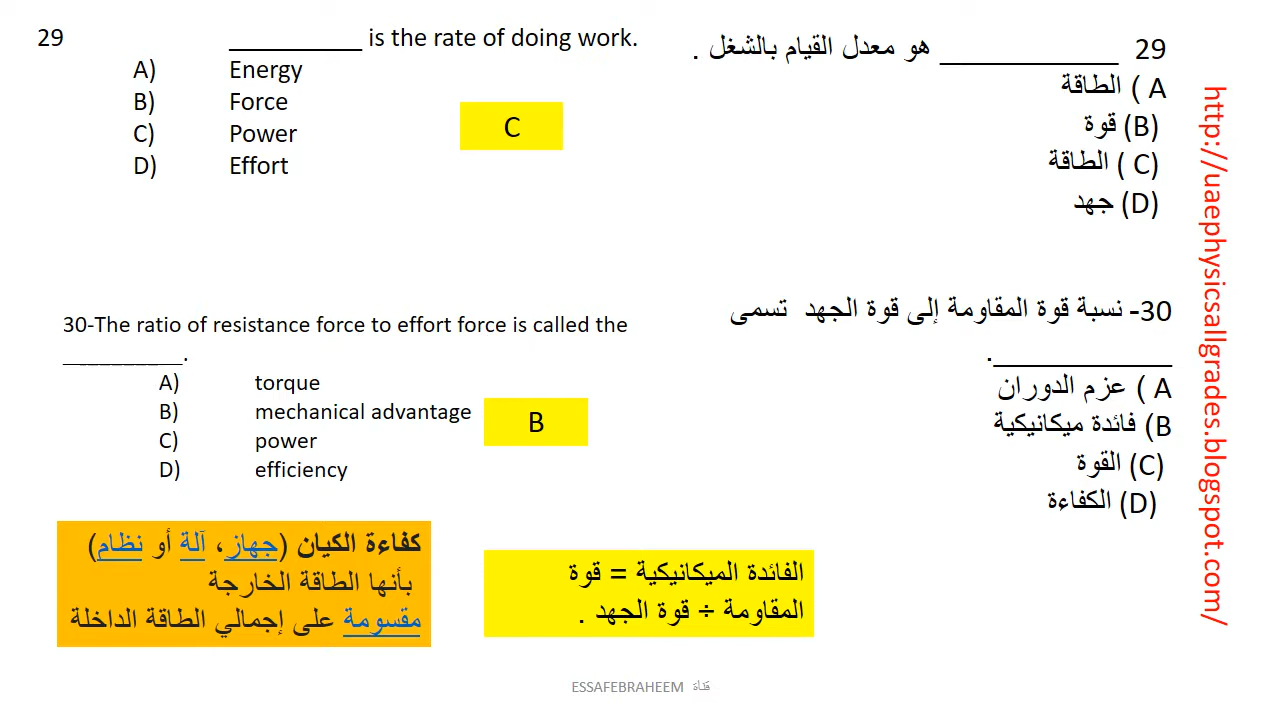 29 __________ is the rate of doing work.
A) Energy
B) Force
C) Power
D) Effort
C
29 ____________ هو معدل القيام بالشغل .
A ) الطاقة
B) قوة)
C ) الطاقة)
D) جهد)
30-The ratio of resistance force to effort force is called the
__________.
A) torque
B) mechanical advantage
C) power
D) efficiency
B
30- نسبة قوة المقاومة إلى قوة الجهد تسمى
____________.
A ) عزم الدوران
B) فائدة ميكانيكية
C) القوة)
D) الكفاءة)
كفاءة الكيان (جهاز، آلة أو نظام)
بأنها الطاقة الخارجة
مقسومة على إجمالي الطاقة الداخلة
الفائدة الميكانيكية = قوة
المقاومة ÷ قوة الجهد .
http://uaephysicsallgrades.blogspot.com/
ESSAFEBRAHEEM قناة